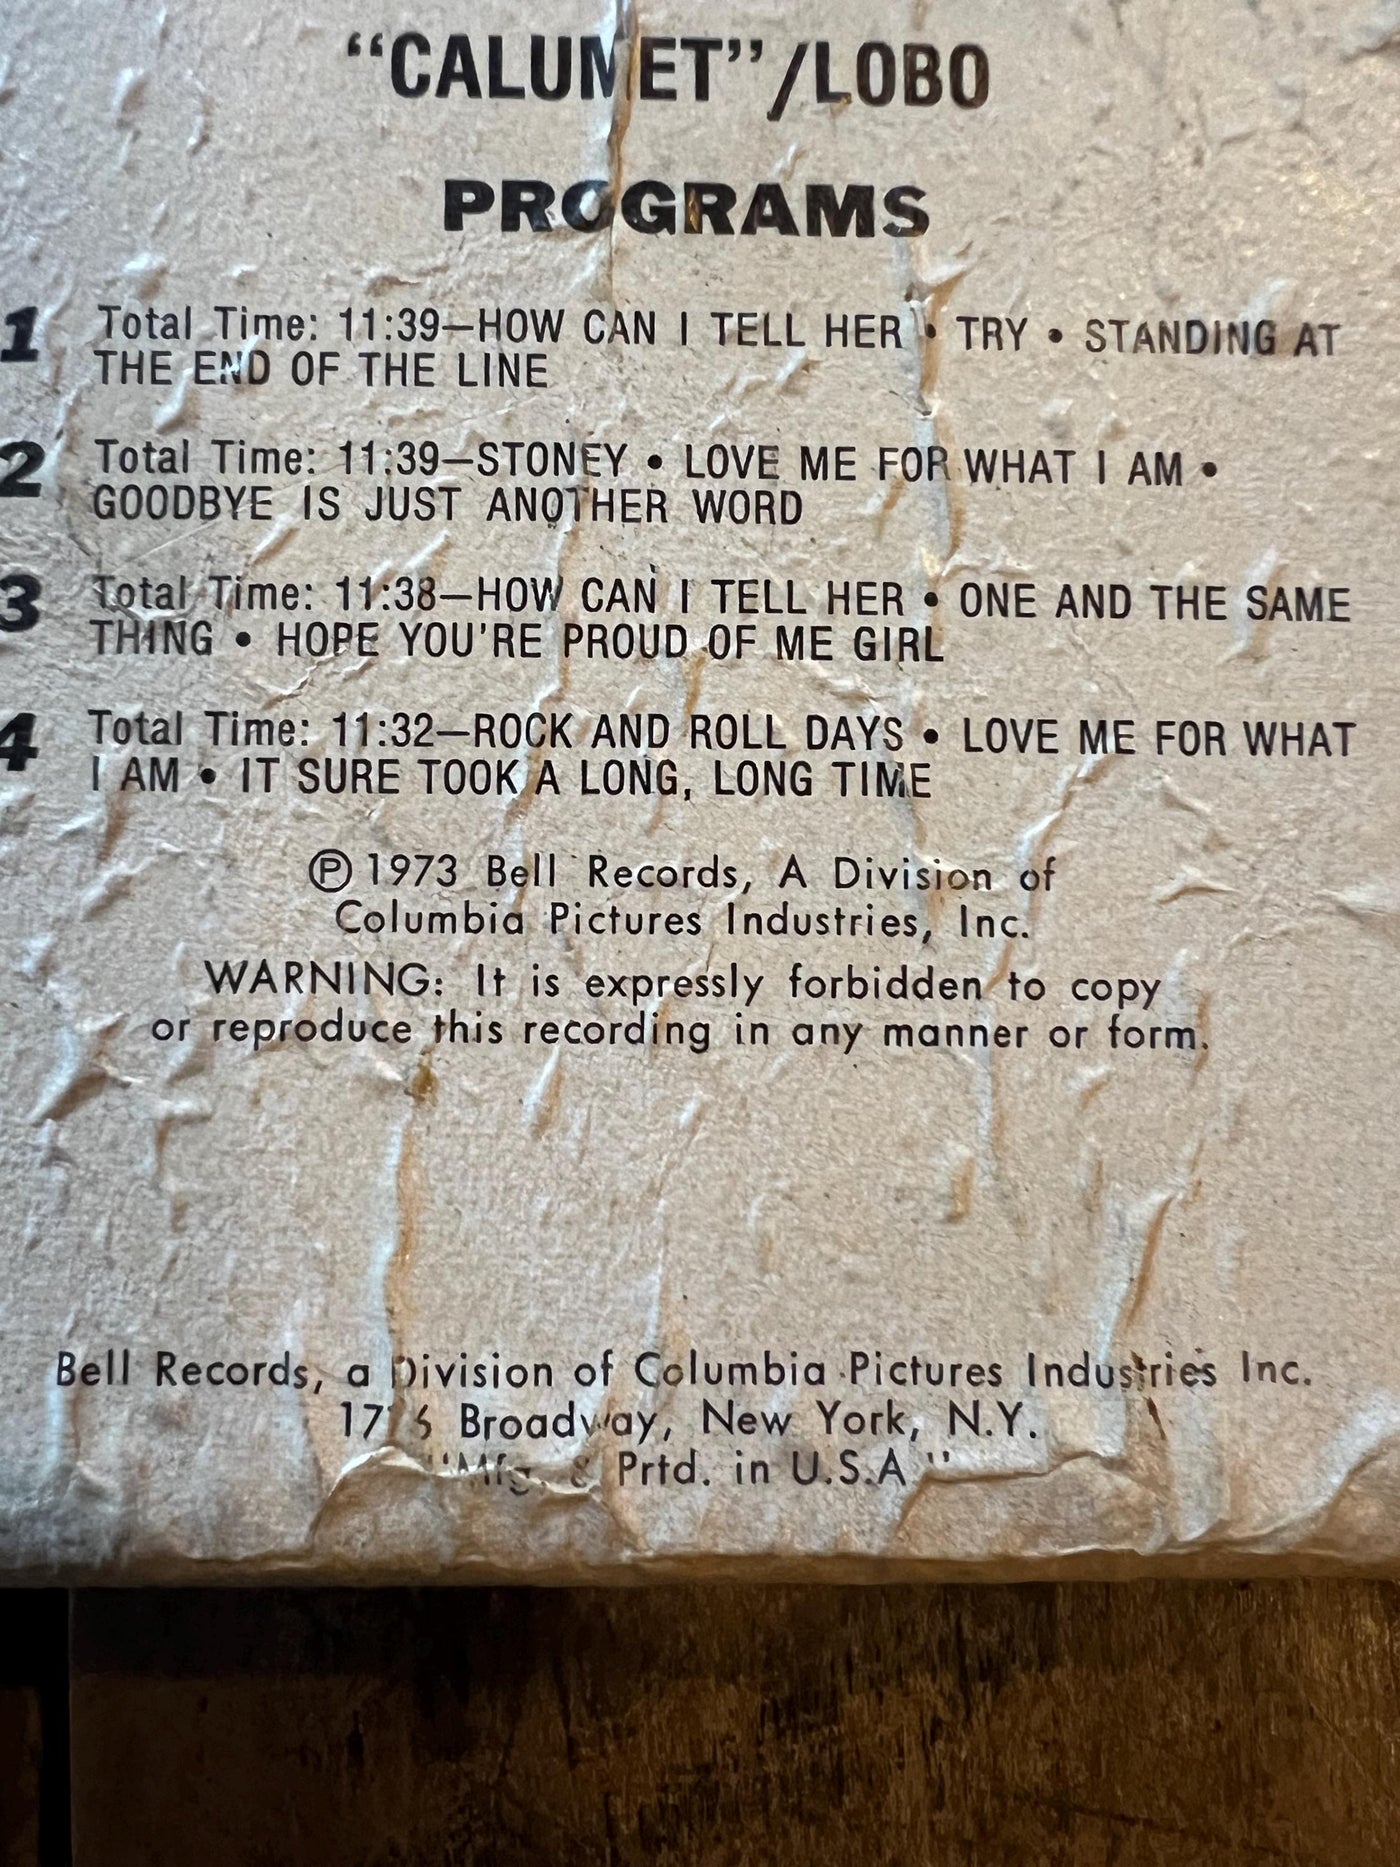 “CALUMET”/LOBO
PROGRAMS
1 Total Time: 11:39—HOW CAN I TELL HER • TRY • STANDING AT
THE END OF THE LINE
2 Total Time: 11:39—STONEY • LOVE ME FOR WHAT I AM •
GOODBYE IS JUST ANOTHER WORD
3 Total Time: 11:38—HOW CAN I TELL HER • ONE AND THE SAME
THING • HOPE YOU'RE PROUD OF ME GIRL
4 Total Time: 11:32—ROCK AND ROLL DAYS • LOVE ME FOR WHAT
I AM • IT SURE TOOK A LONG, LONG TIME
Ⓟ 1973 Bell Records, A Division of
Columbia Pictures Industries, Inc.
WARNING: It is expressly forbidden to copy
or reproduce this recording in any manner or form.
Bell Records, a Division of Columbia Pictures Industries Inc.
Broadway, New York, N.Y.
"Mfg. & Prtd. in U.S.A"